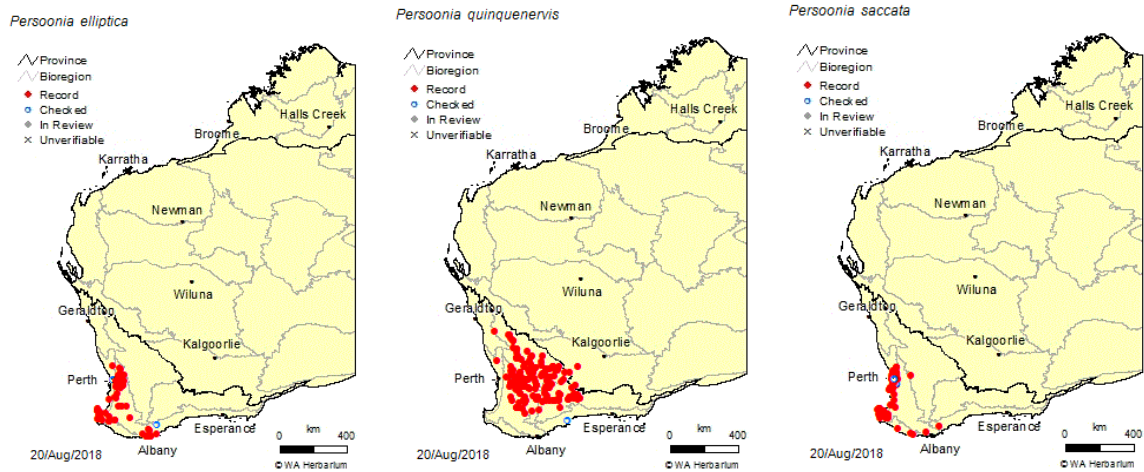 Persoonia elliptica
Province
Bioregion
Record
Checked
In Review
Unverifiable
Halls Creek
Broome
Karratha
Newman
Wiluna
Geraldton
Kalgoorlie
Perth
Esperance
Albany
km
0 400
20/Aug/2018
© WA Herbarium
Persoonia quinquenervis
Province
Bioregion
Record
Checked
In Review
Unverifiable
Halls Creek
Broome
Karratha
Newman
Wiluna
Geraldton
Kalgoorlie
Perth
Esperance
Albany
km
0 400
20/Aug/2018
© WA Herbarium
Persoonia saccata
Province
Bioregion
Record
Checked
In Review
Unverifiable
Halls Creek
Broome
Karratha
Newman
Wiluna
Geraldton
Kalgoorlie
Perth
Esperance
Albany
km
0 400
20/Aug/2018
© WA Herbarium